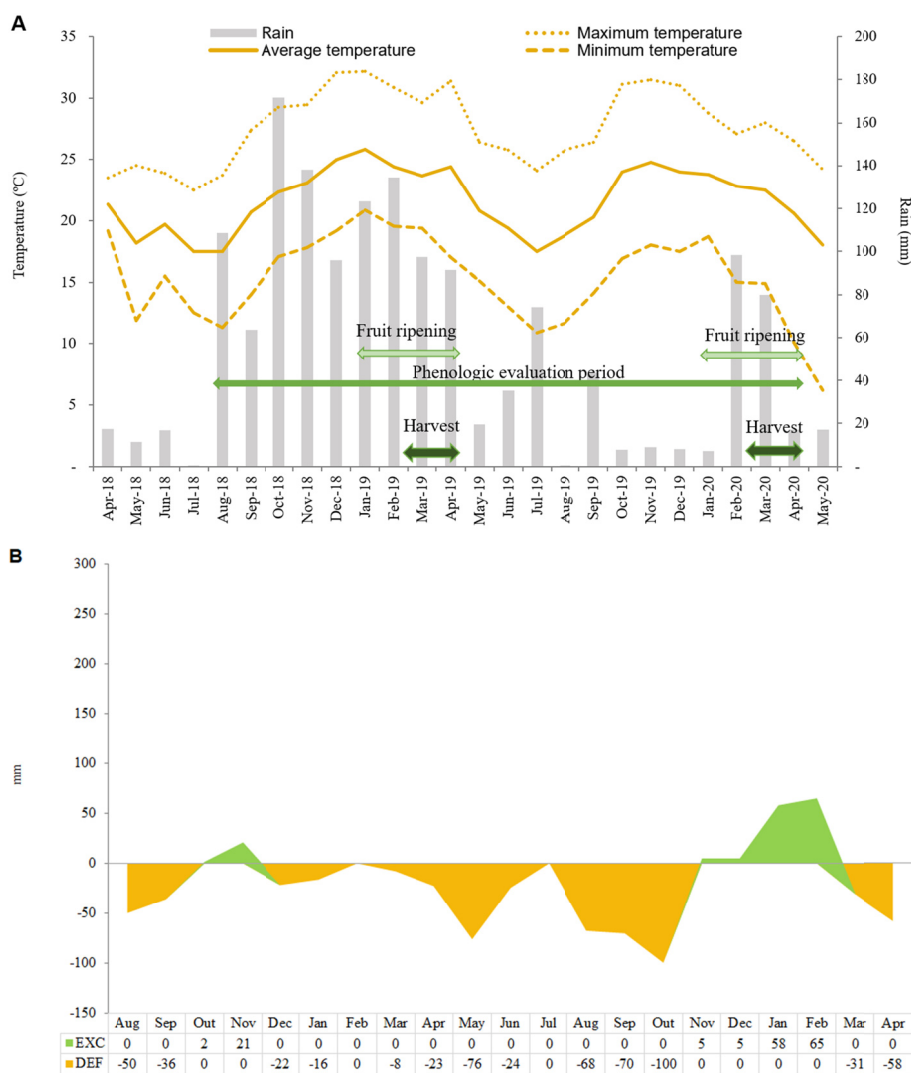 A
Rain
Maximum temperature
Average temperature
Minimum temperature
35
30
25
20
15
10
5
-
Temperature (ºC)
200
180
160
140
120
100
80
60
40
20
-
Rain (mm)
Fruit ripening
Fruit ripening
Phenologic evaluation period
Harvest
Harvest
Apr-18 May-18 Jun-18 Jul-18 Aug-18 Sep-18 Oct-18 Nov-18 Dec-18 Jan-19 Feb-19 Mar-19 Apr-19 May-19 Jun-19 Jul-19 Aug-19 Sep-19 Oct-19 Nov-19 Dec-19 Jan-20 Feb-20 Mar-20 Apr-20 May-20
B
300
250
200
150
100
50
0
-50
-100
-150
mm
Aug Sep Out Nov Dec Jan Feb Mar Apr May Jun Jul Aug Sep Out Nov Dec Jan Feb Mar Apr
EXC 0 0 2 21 0 0 0 0 0 0 0 0 0 0 0 5 5 58 65 0 0
DEF -50 -36 0 0 -22 -16 0 -8 -23 -76 -24 0 -68 -70 -100 0 0 0 0 -31 -58